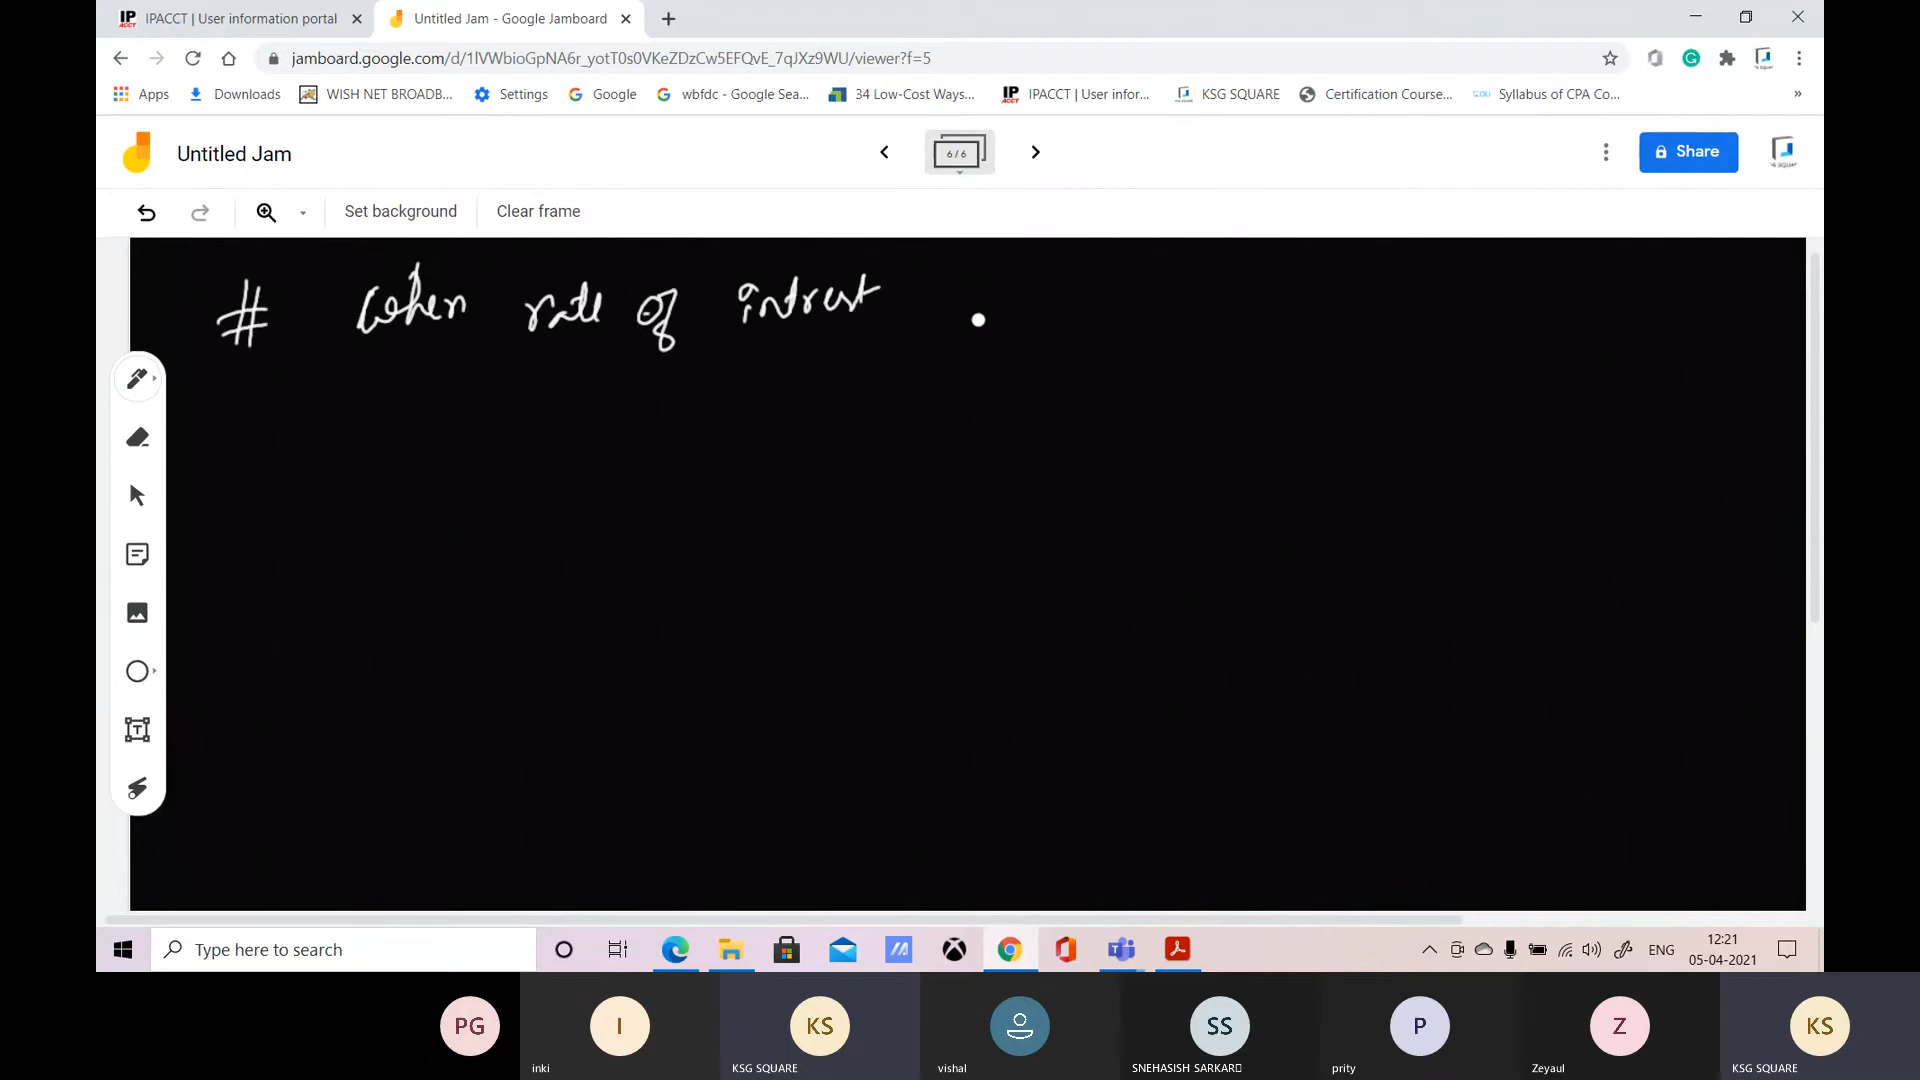 IPACCT | User information portal
Untitled Jam - Google Jamboard
jamboard.google.com/d/1lVWbioGpNA6r_yotT0s0VKeZDzCw5EFQvE_7qJXz9WU/viewer?f=5
Apps Downloads WISH NET BROADB... Settings Google wbfdc - Google Sea... 34 Low-Cost Ways... IPACCT | User infor... KSG SQUARE Certification Course... Syllabus of CPA Co... »
Untitled Jam
6 / 6
Share
Set background Clear frame
# When rate of intrest
Type here to search
ENG
12:21
05-04-2021
PG I KS SS P Z KS
inki KSG SQUARE vishal SNEHASISH SARKAR prity Zeyaul KSG SQUARE